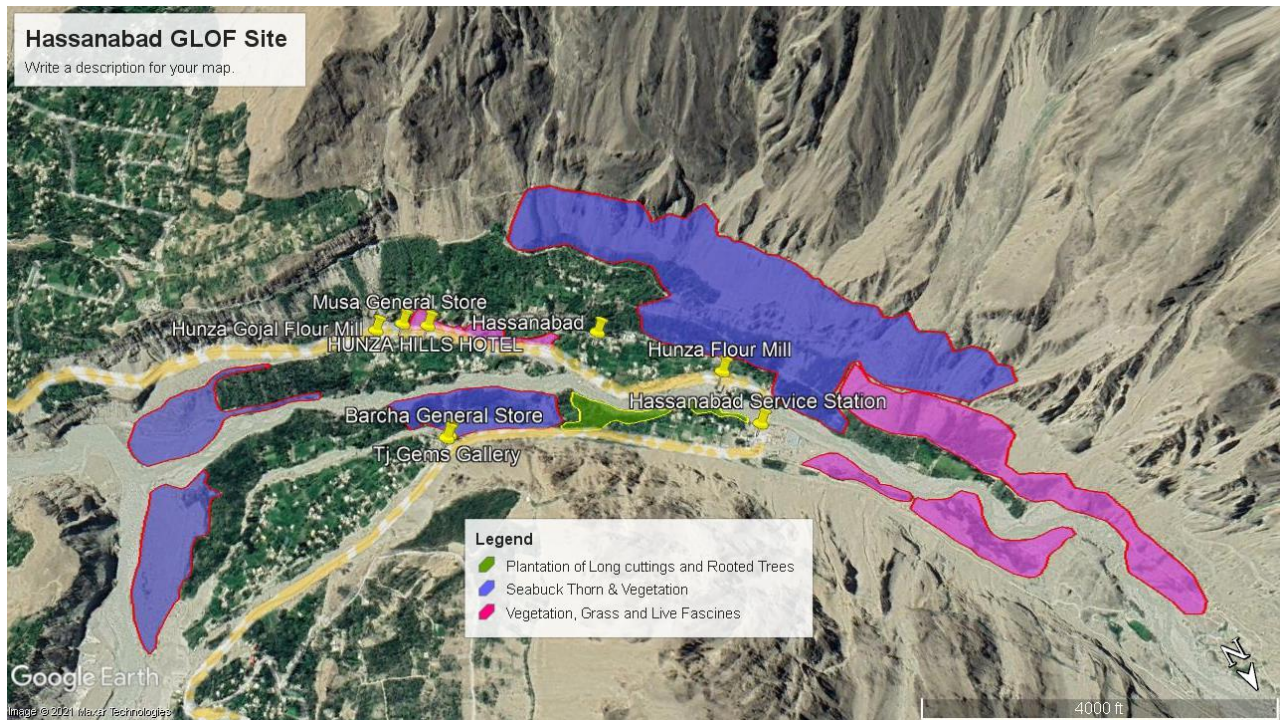 Hassanabad GLOF Site
Write a description for your map.
Musa General Store
Hunza Gojal Flour Mill
Hassanabad
HUNZA HILLS HOTEL
Hunza Flour Mill
Hassanabad Service Station
Barcha General Store
Tj Gems Gallery
Legend
Plantation of Long cuttings and Rooted Trees
Seabuck Thorn & Vegetation
Vegetation, Grass and Live Fascines
Google Earth
N
Image © 2021 Maxar Technologies
4000 ft